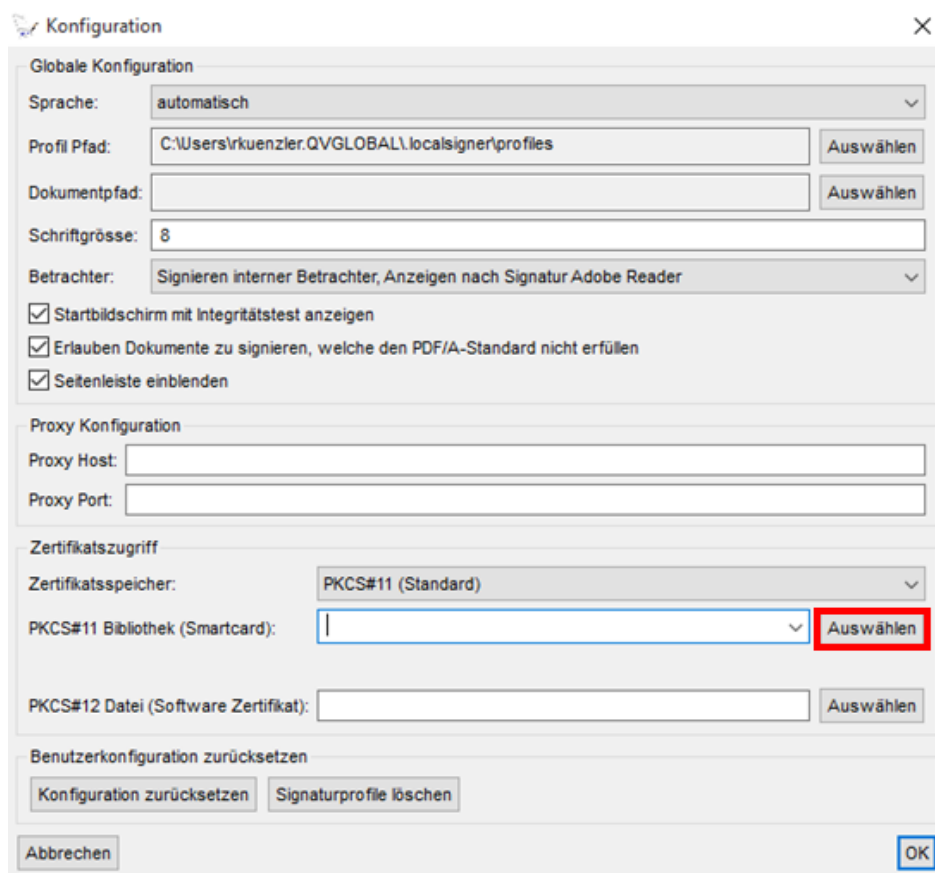 Konfiguration
Globale Konfiguration
Sprache: automatisch
Profil Pfad: C:\Users\rkuenzler.QVGLOBAL\.localsigner\profiles Auswählen
Dokumentpfad: Auswählen
Schriftgrösse: 8
Betrachter: Signieren interner Betrachter, Anzeigen nach Signatur Adobe Reader
Startbildschirm mit Integritätstest anzeigen
Erlauben Dokumente zu signieren, welche den PDF/A-Standard nicht erfüllen
Seitenleiste einblenden
Proxy Konfiguration
Proxy Host:
Proxy Port:
Zertifikatszugriff
Zertifikatsspeicher: PKCS#11 (Standard)
PKCS#11 Bibliothek (Smartcard): Auswählen
PKCS#12 Datei (Software Zertifikat): Auswählen
Benutzerkonfiguration zurücksetzen
Konfiguration zurücksetzen Signaturprofile löschen
Abbrechen OK